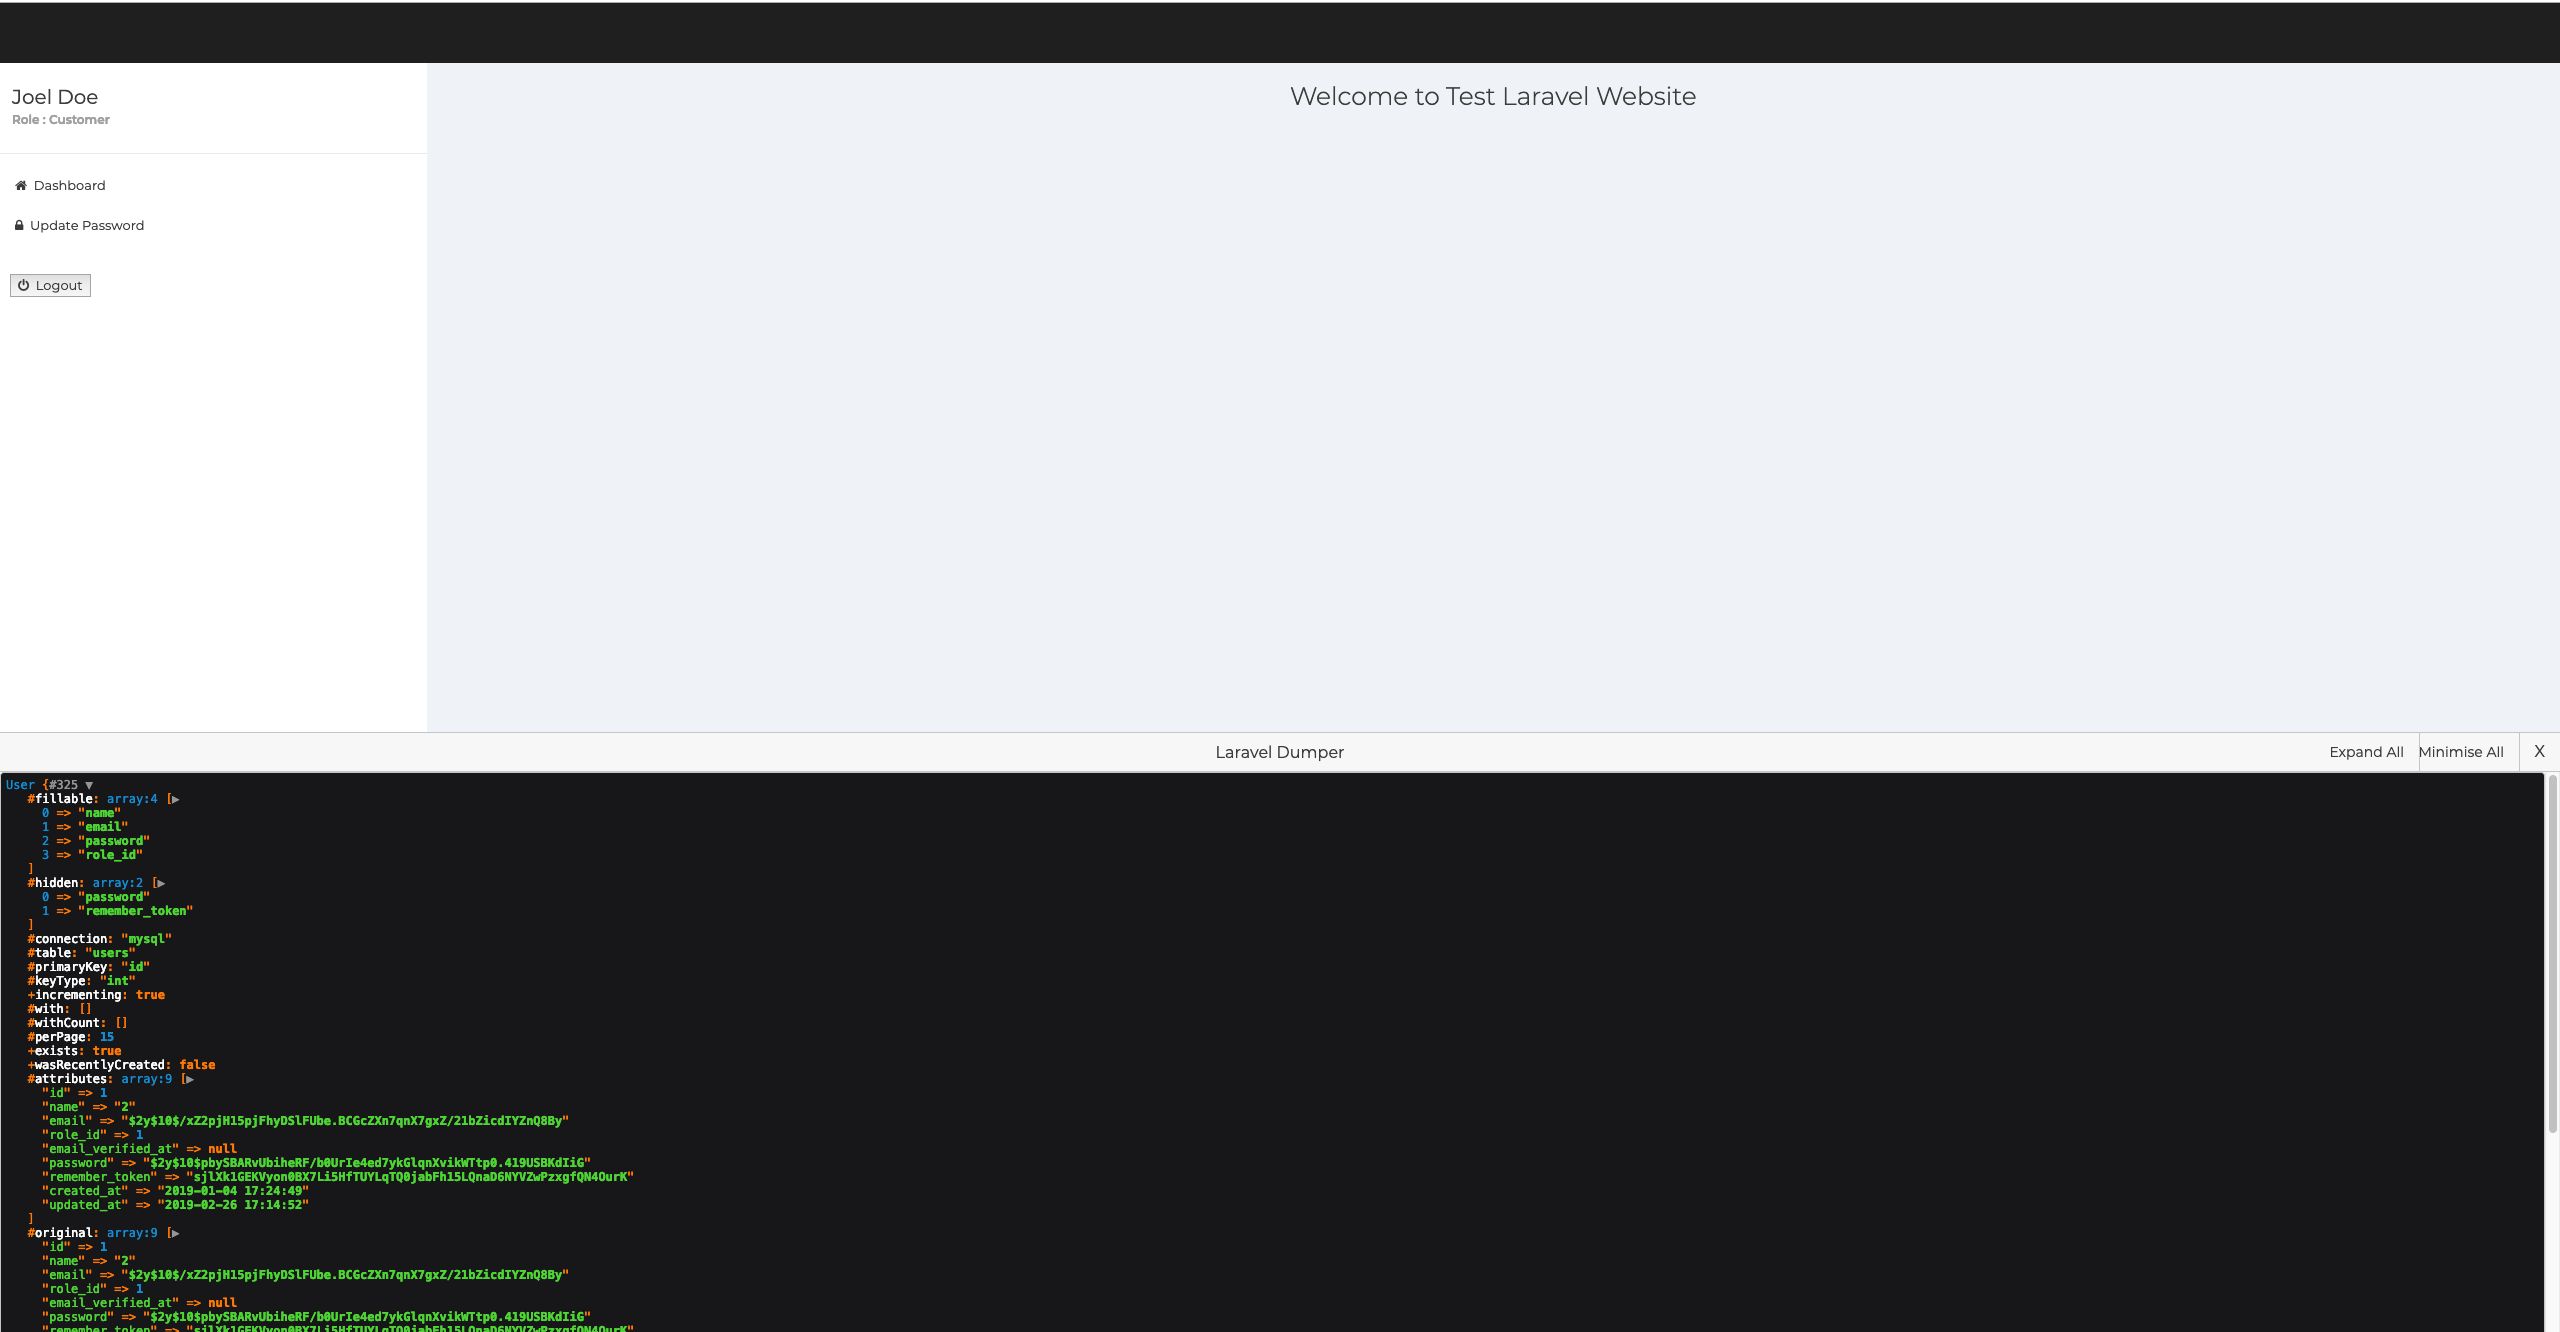 Joel Doe
Role : Customer
Dashboard
Update Password
Logout
Welcome to Test Laravel Website
Laravel Dumper
Expand All
Minimise All
X
User {#325 ▼
#fillable: array:4 [▶
0 => "name"
1 => "email"
2 => "password"
3 => "role_id"
]
#hidden: array:2 [▶
0 => "password"
1 => "remember_token"
]
#connection: "mysql"
#table: "users"
#primaryKey: "id"
#keyType: "int"
+incrementing: true
#with: []
#withCount: []
#perPage: 15
+exists: true
+wasRecentlyCreated: false
#attributes: array:9 [▶
"id" => 1
"name" => "2"
"email" => "$2y$10$/xZ2pjH15pjFhyDSlFUbe.BCGcZXn7qnX7gxZ/21bZicdIYZnQ8By"
"role_id" => 1
"email_verified_at" => null
"password" => "$2y$10$pbySBARvUbiheRF/b0UrIe4ed7ykGlqnXvikWTtp0.419USBKdIiG"
"remember_token" => "sjlXk1GEKVyon0BX7Li5HfTUYLqTQ0jabFh15LQnaD6NYVZwPzxgfQN4OurK"
"created_at" => "2019-01-04 17:24:49"
"updated_at" => "2019-02-26 17:14:52"
]
#original: array:9 [▶
"id" => 1
"name" => "2"
"email" => "$2y$10$/xZ2pjH15pjFhyDSlFUbe.BCGcZXn7qnX7gxZ/21bZicdIYZnQ8By"
"role_id" => 1
"email_verified_at" => null
"password" => "$2y$10$pbySBARvUbiheRF/b0UrIe4ed7ykGlqnXvikWTtp0.419USBKdIiG"
"remember_token" => "sjlXk1GEKVyon0BX7Li5HfTUYLqTQ0jabFh15LQnaD6NYVZwPzxgfQN4OurK"